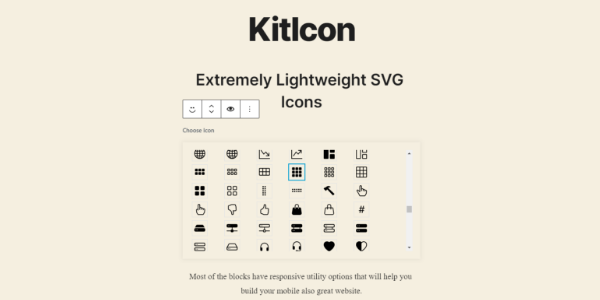 KitIcon
Extremely Lightweight SVG
Icons
Choose Icon
#
Most of the blocks have responsive utility options that will help you
build your mobile also great website.